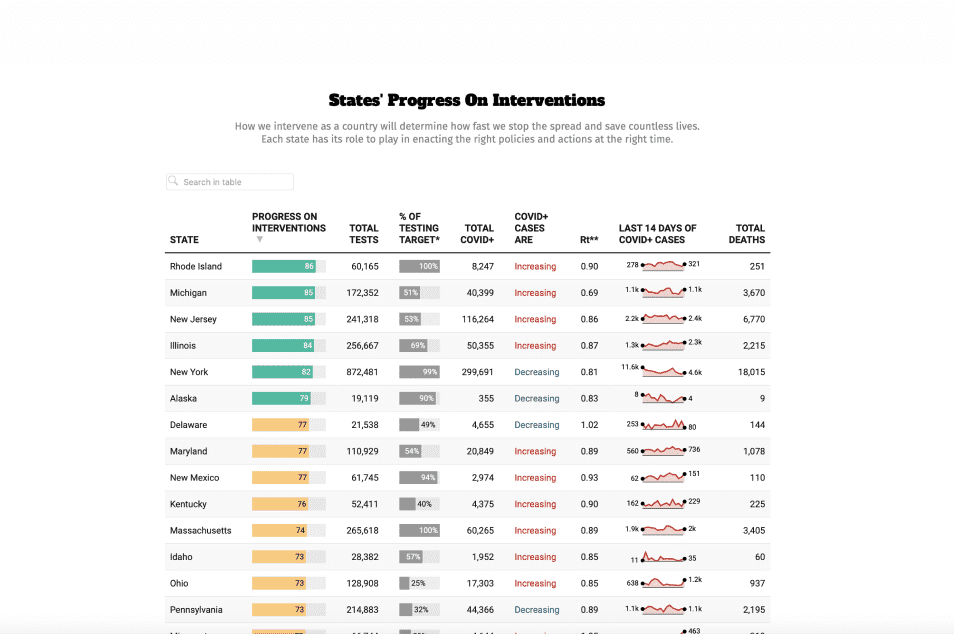 States' Progress On Interventions
How we intervene as a country will determine how fast we stop the spread and save countless lives.
Each state has its role to play in enacting the right policies and actions at the right time.
Search in table
STATE PROGRESS ON INTERVENTIONS TOTAL TESTS % OF TESTING TARGET* TOTAL COVID+ COVID+ CASES ARE Rt** LAST 14 DAYS OF COVID+ CASES TOTAL DEATHS
Rhode Island 86 60,165 100% 8,247 Increasing 0.90 278 321 251
Michigan 85 172,352 51% 40,399 Increasing 0.69 1.1k 1.1k 3,670
New Jersey 85 241,318 53% 116,264 Increasing 0.86 2.2k 2.4k 6,770
Illinois 84 256,667 69% 50,355 Increasing 0.87 1.3k 2.3k 2,215
New York 82 872,481 99% 299,691 Decreasing 0.81 11.6k 4.6k 18,015
Alaska 79 19,119 90% 355 Decreasing 0.83 8 4 9
Delaware 77 21,538 49% 4,655 Decreasing 1.02 253 80 144
Maryland 77 110,929 54% 20,849 Increasing 0.89 560 736 1,078
New Mexico 77 61,745 94% 2,974 Increasing 0.93 62 151 110
Kentucky 76 52,411 40% 4,375 Increasing 0.90 162 229 225
Massachusetts 74 265,618 100% 60,265 Increasing 0.89 1.9k 2k 3,405
Idaho 73 28,382 57% 1,952 Increasing 0.85 11 35 60
Ohio 73 128,908 25% 17,303 Increasing 0.85 638 1.2k 937
Pennsylvania 73 214,883 32% 44,366 Decreasing 0.89 1.1k 1.1k 2,195
463